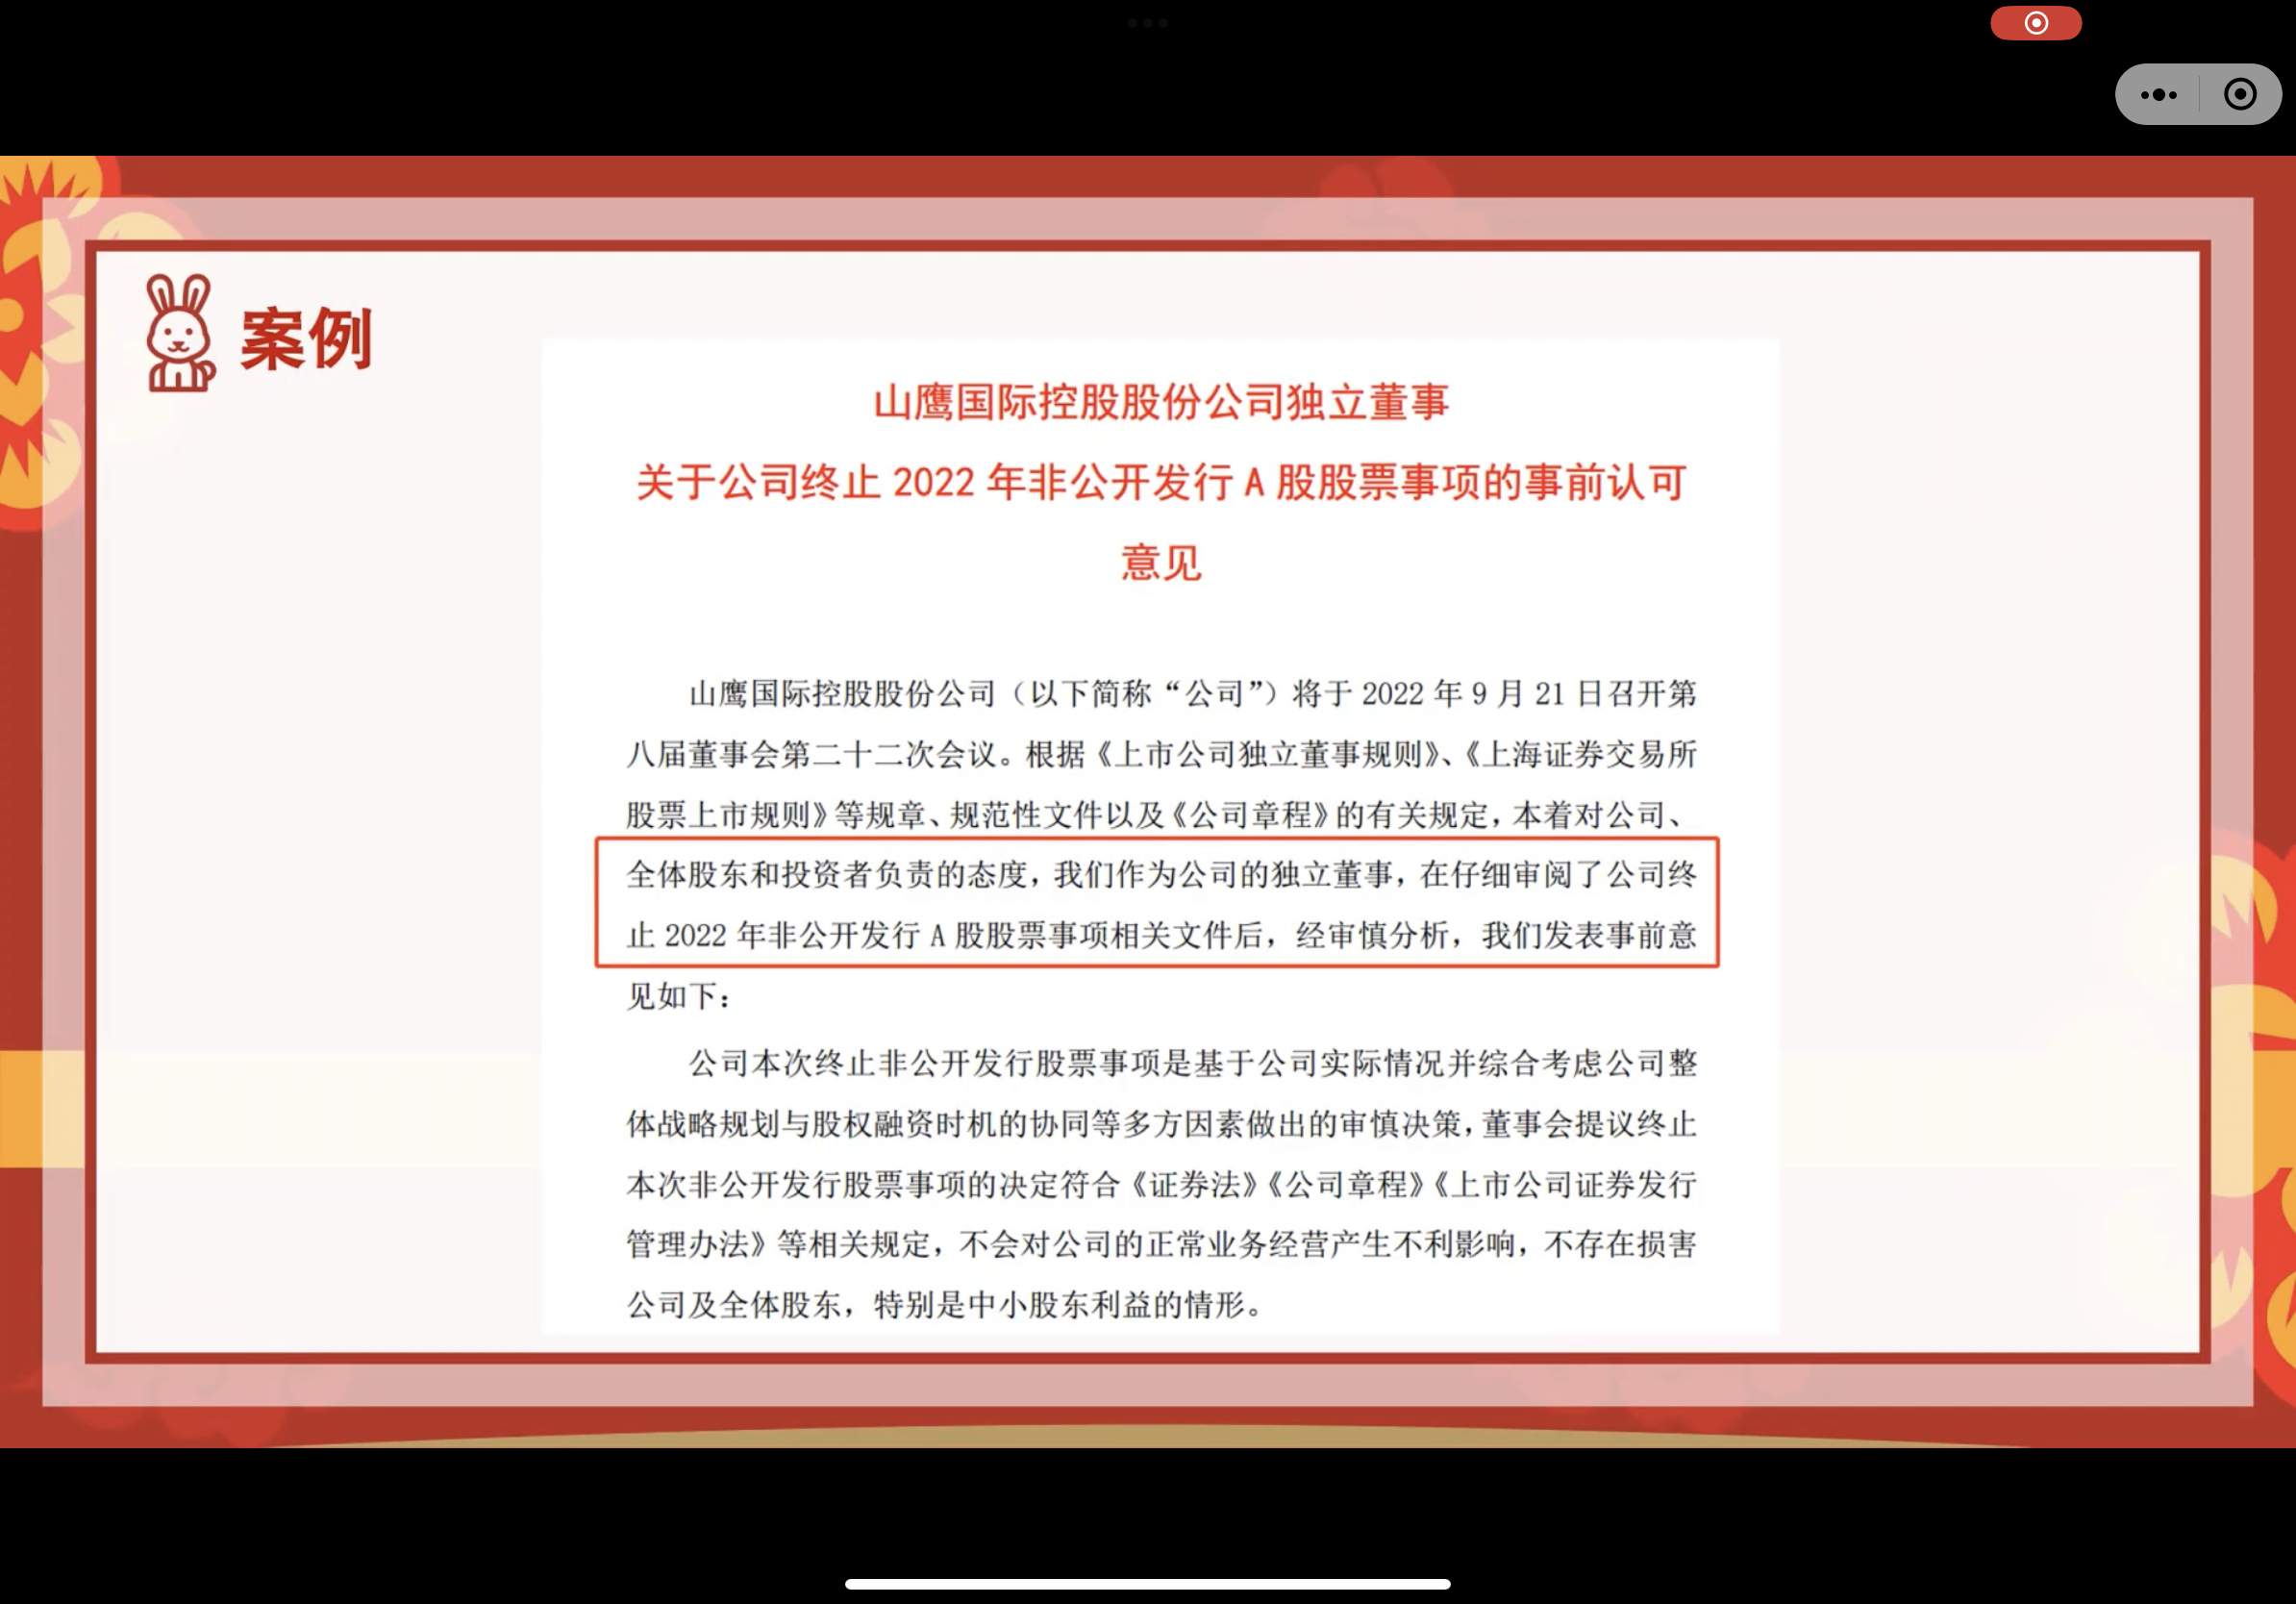 案例
山鹰国际控股股份公司独立董事
关于公司终止 2022 年非公开发行 A 股股票事项的事前认可
意见
山鹰国际控股股份公司（以下简称“公司”）将于 2022 年 9 月 21 日召开第
八届董事会第二十二次会议。根据《上市公司独立董事规则》、《上海证券交易所
股票上市规则》等规章、规范性文件以及《公司章程》的有关规定，本着对公司、
全体股东和投资者负责的态度，我们作为公司的独立董事，在仔细审阅了公司终
止 2022 年非公开发行 A 股股票事项相关文件后，经审慎分析，我们发表事前意
见如下：
公司本次终止非公开发行股票事项是基于公司实际情况并综合考虑公司整
体战略规划与股权融资时机的协同等多方因素做出的审慎决策，董事会提议终止
本次非公开发行股票事项的决定符合《证券法》《公司章程》《上市公司证券发行
管理办法》等相关规定，不会对公司的正常业务经营产生不利影响，不存在损害
公司及全体股东，特别是中小股东利益的情形。